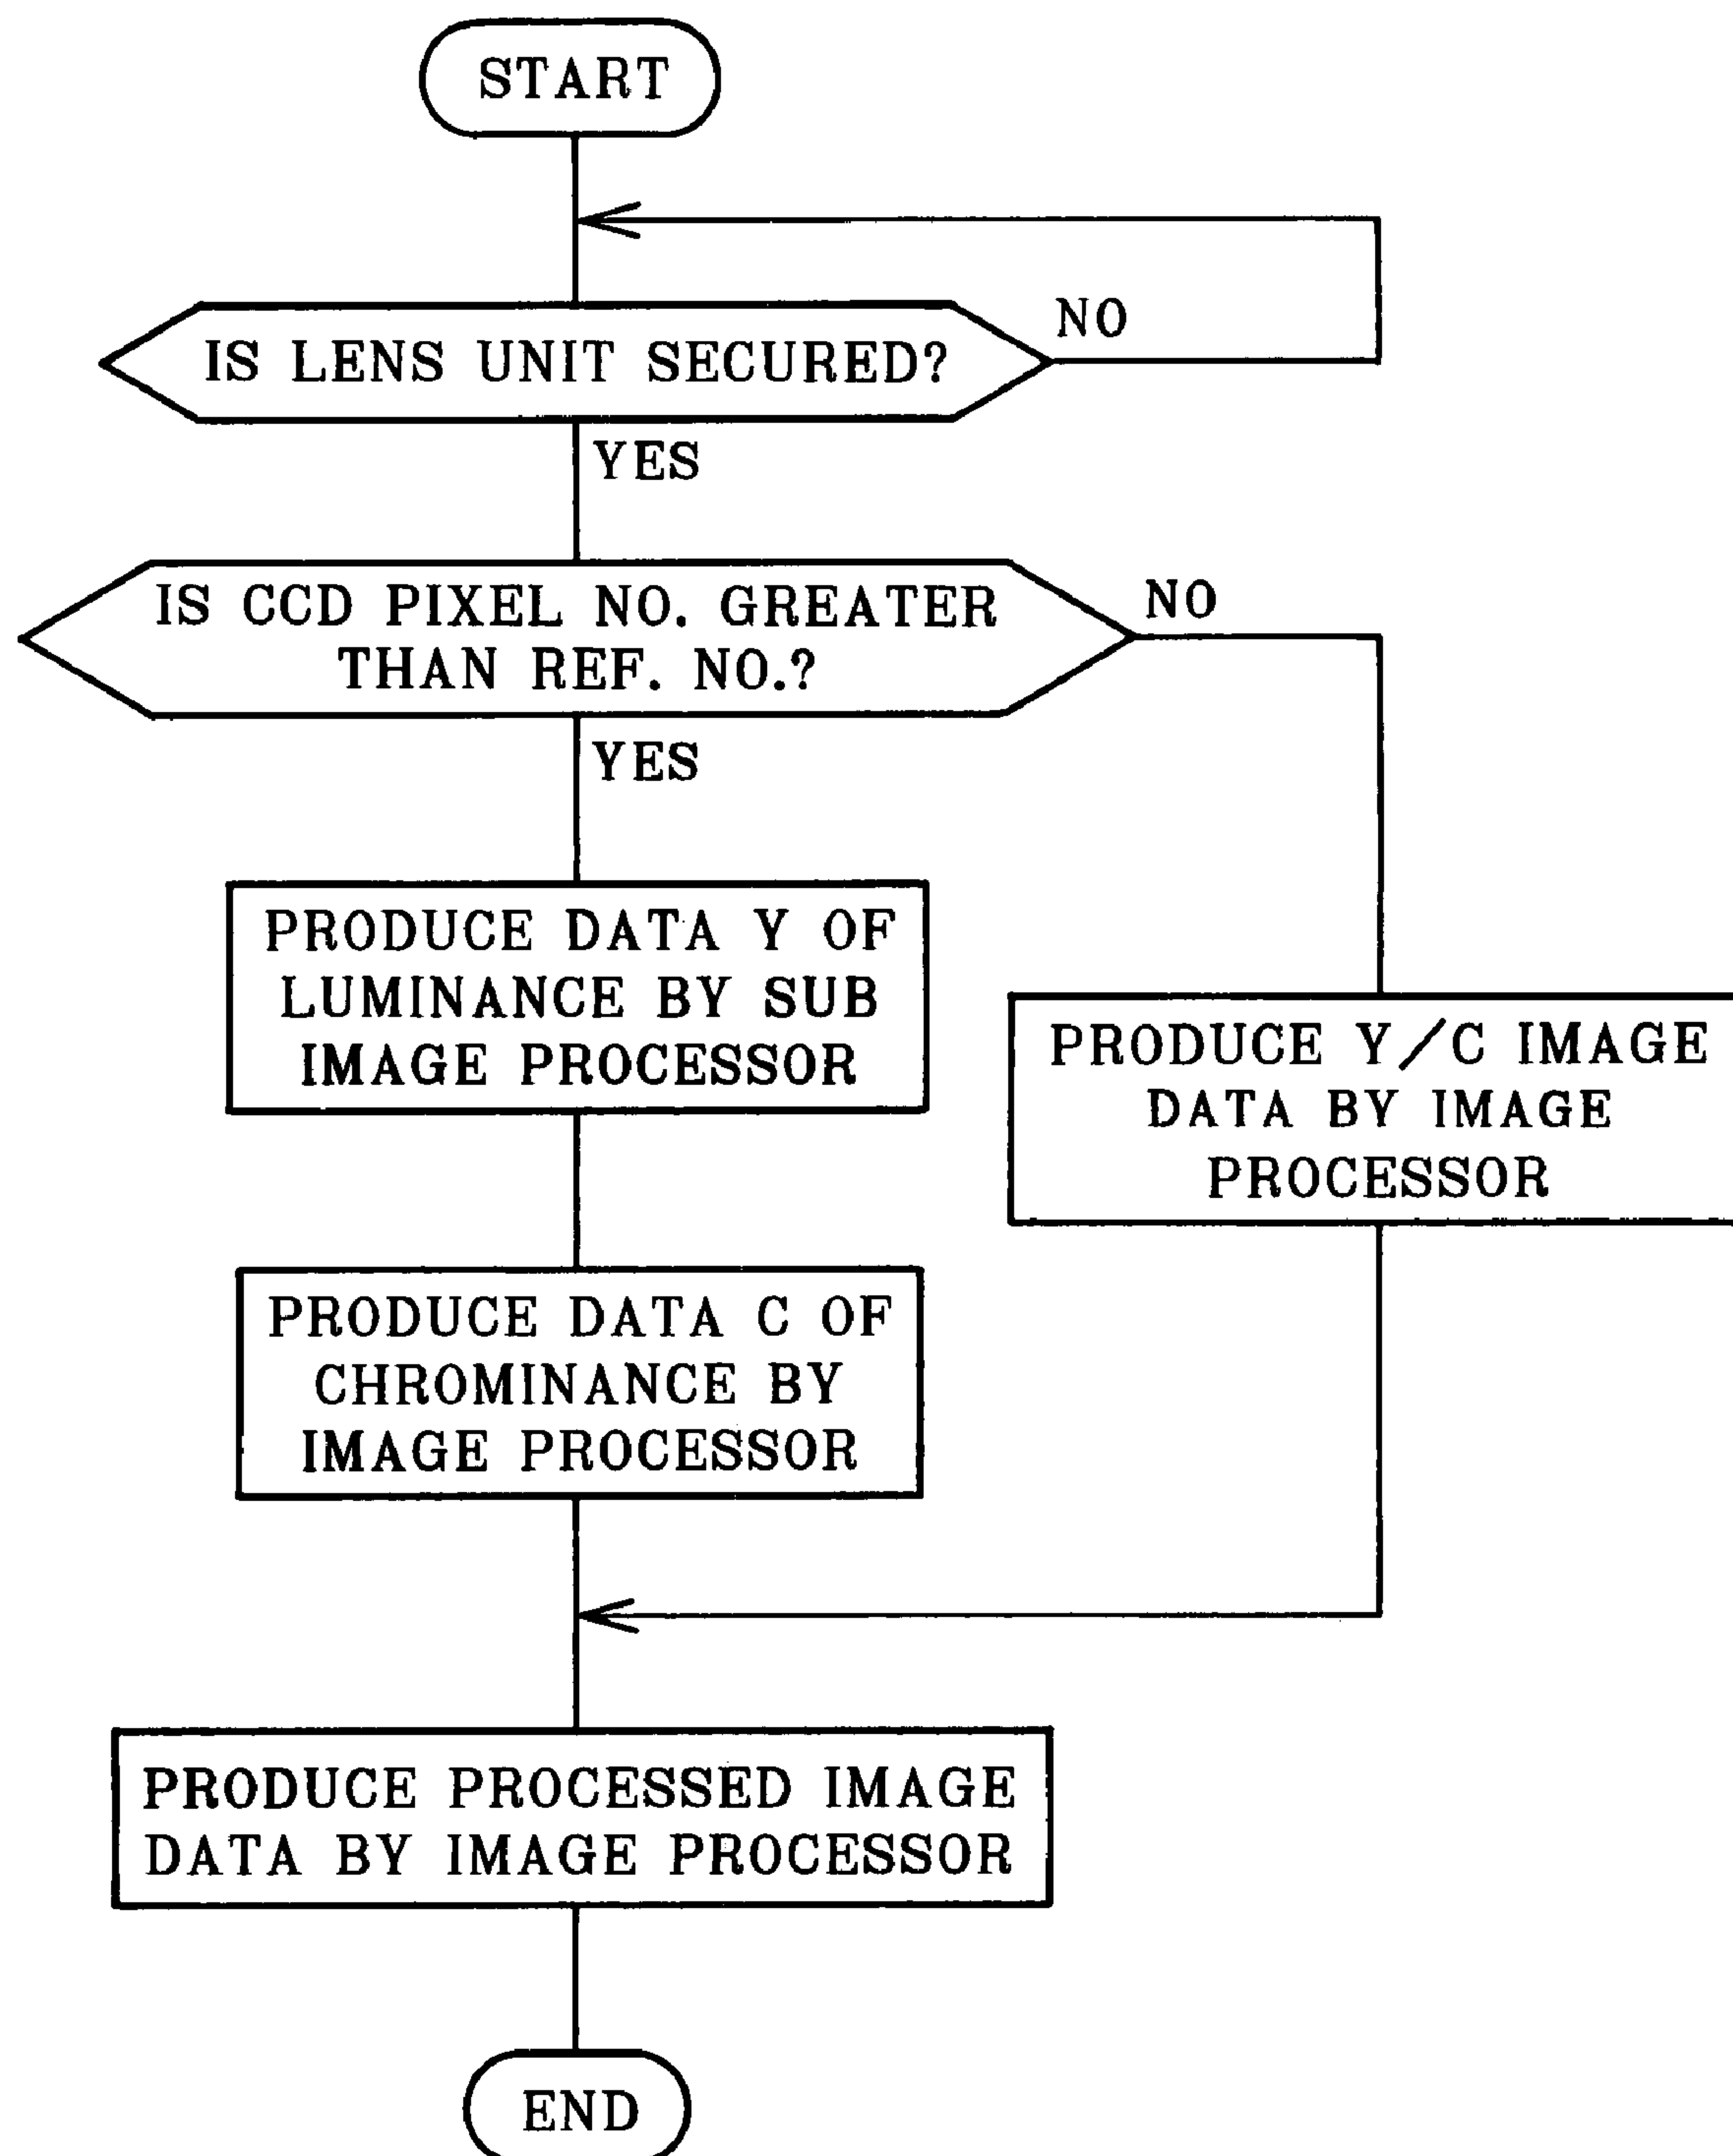 START
NO
IS LENS UNIT SECURED?
YES
IS CCD PIXEL NO. GREATER
THAN REF. NO.?
NO
YES
PRODUCE DATA Y OF
LUMINANCE BY SUB
IMAGE PROCESSOR
PRODUCE Y/C IMAGE
DATA BY IMAGE
PROCESSOR
PRODUCE DATA C OF
CHROMINANCE BY
IMAGE PROCESSOR
PRODUCE PROCESSED IMAGE
DATA BY IMAGE PROCESSOR
END